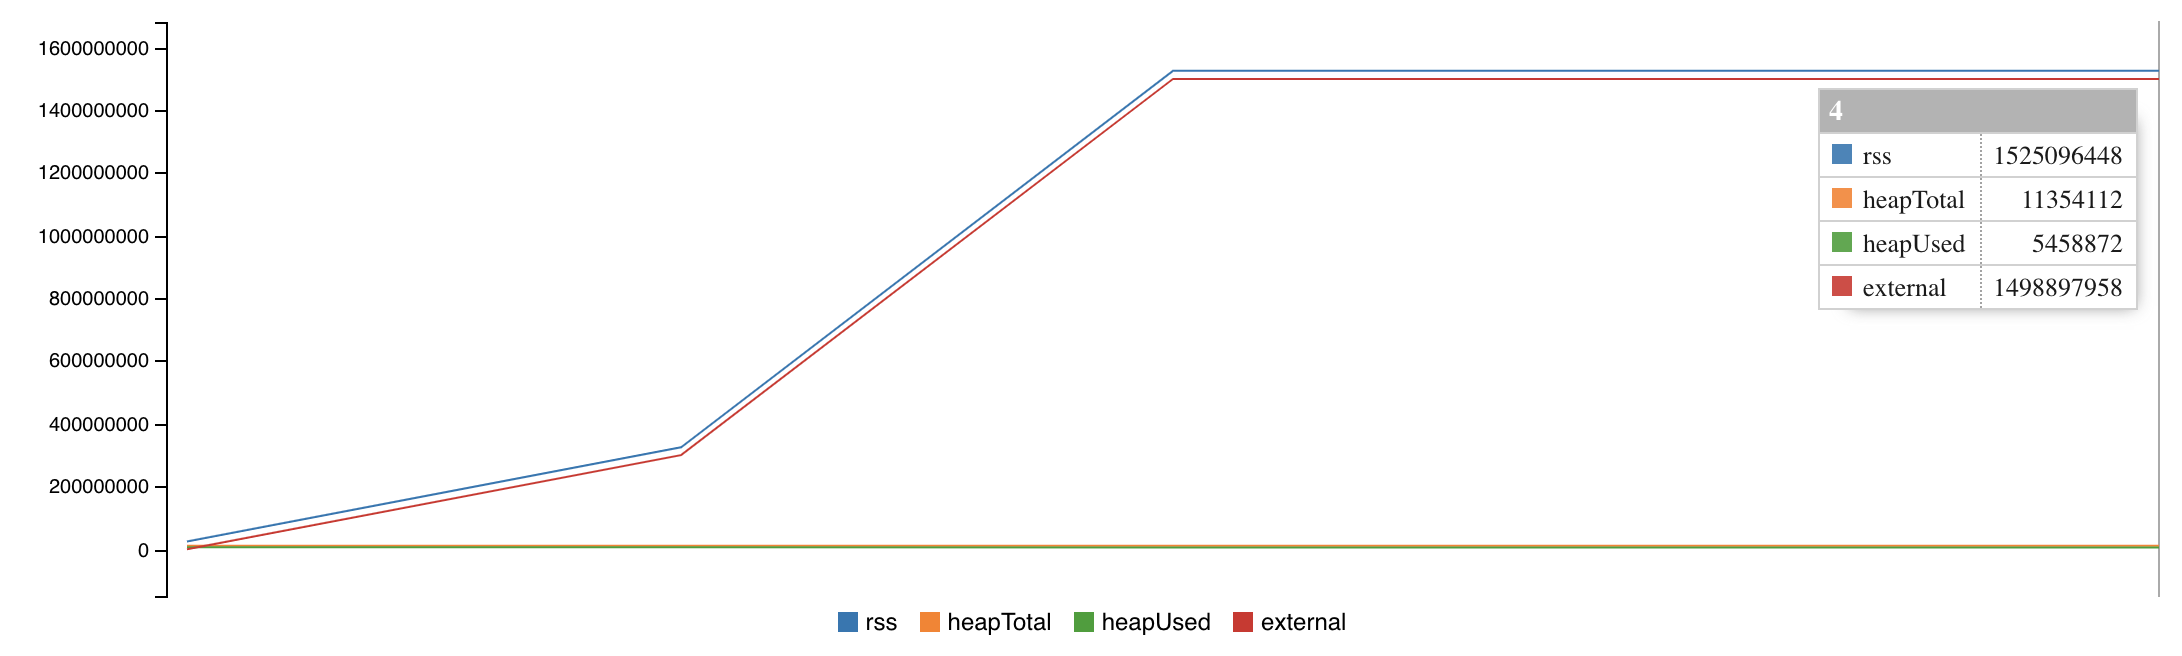 1600000000
1400000000
1200000000
1000000000
800000000
600000000
400000000
200000000
0
4
rss 1525096448
heapTotal 11354112
heapUsed 5458872
external 1498897958
rss heapTotal heapUsed external